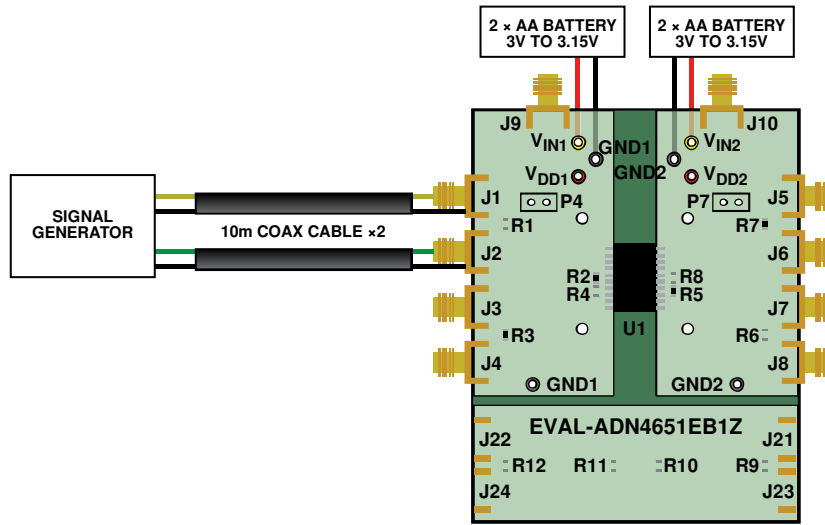 2 × AA BATTERY
3V TO 3.15V
2 × AA BATTERY
3V TO 3.15V
J9
J10
VIN1
VIN2
GND1
GND2
VDD1
VDD2
P4
P7
J1
J5
SIGNAL
GENERATOR
10m COAX CABLE ×2
R1
R7
J2
J6
R2
R8
R4
R5
J3
J7
U1
R3
R6
J4
J8
GND1
GND2
EVAL-ADN4651EB1Z
J22
J21
R12
R11
R10
R9
J24
J23